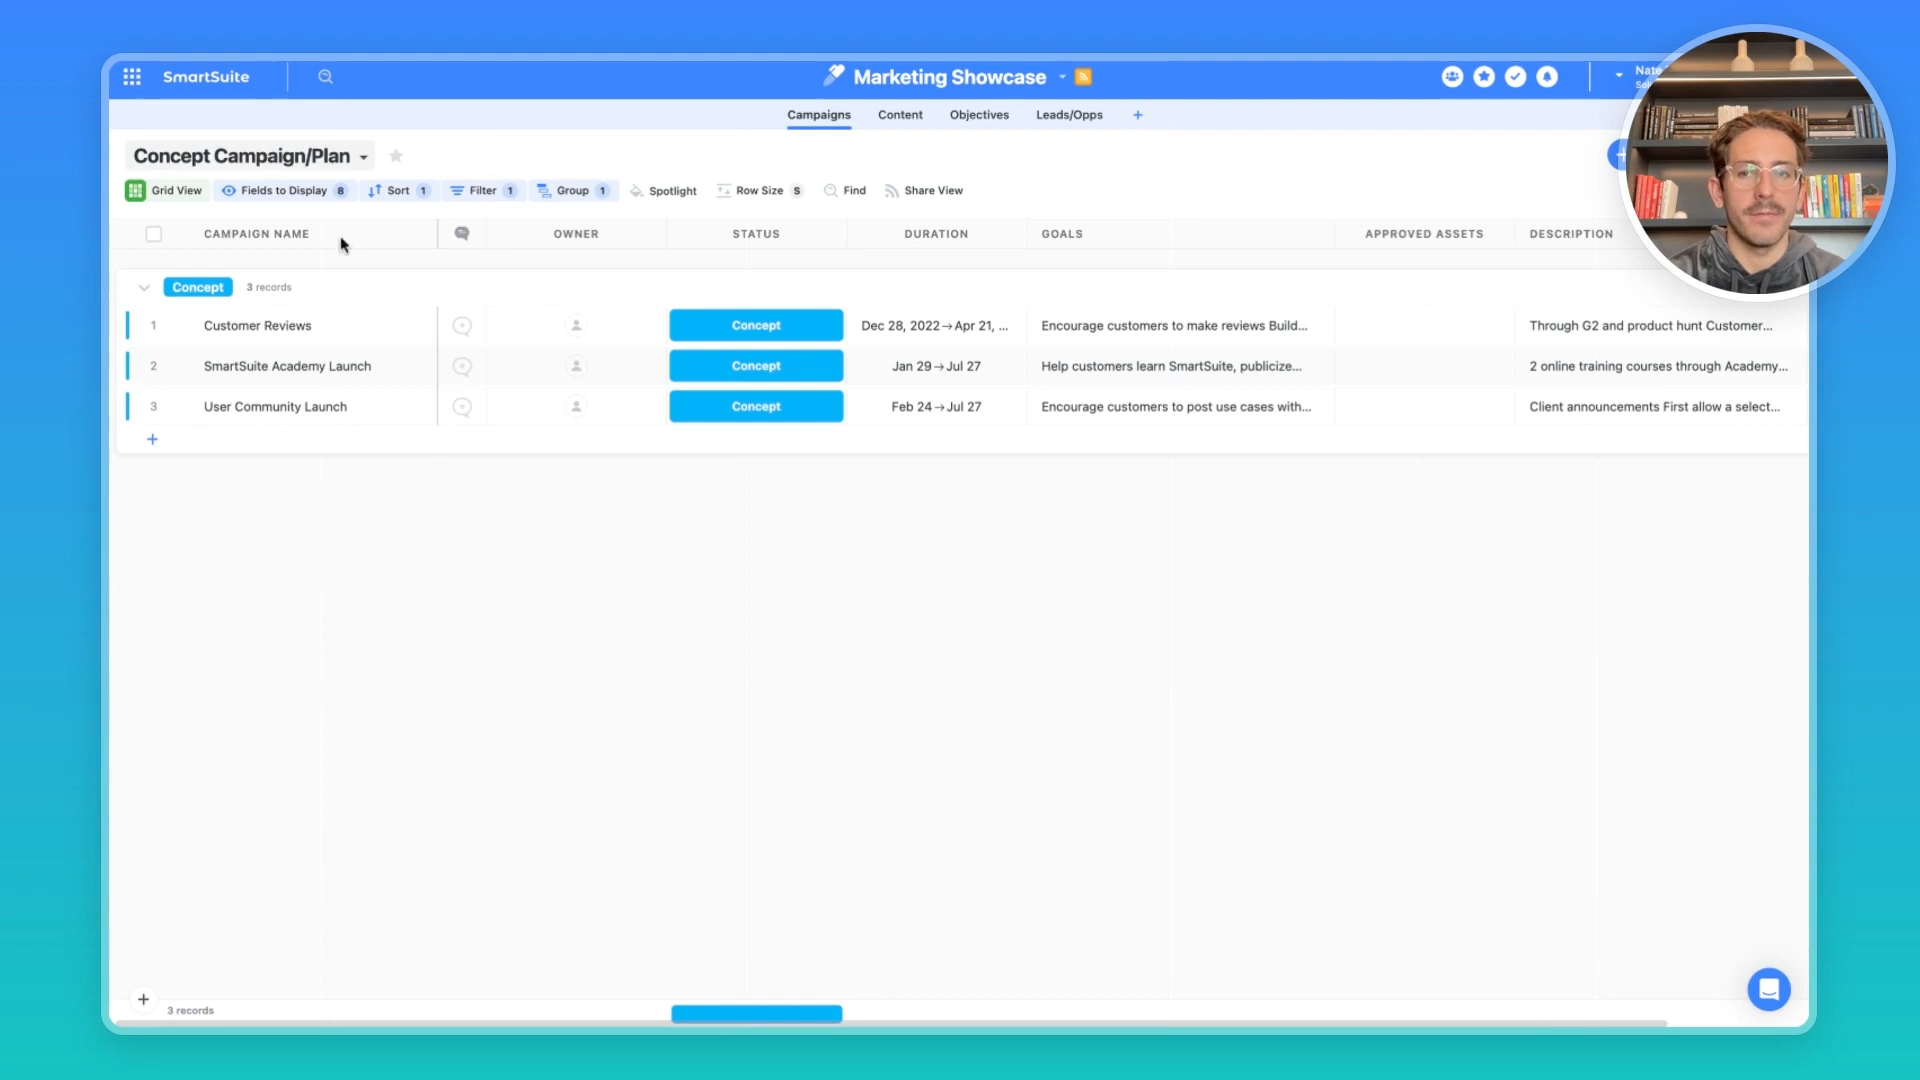 SmartSuite
Marketing Showcase
Nate
Campaigns Content Objectives Leads/Opps +
Concept Campaign/Plan
Grid View Fields to Display 8 Sort 1 Filter 1 Group 1 Spotlight Row Size S Find Share View
CAMPAIGN NAME OWNER STATUS DURATION GOALS APPROVED ASSETS DESCRIPTION
Concept 3 records
1 Customer Reviews Concept Dec 28, 2022→Apr 21, ... Encourage customers to make reviews Build... Through G2 and product hunt Customer...
2 SmartSuite Academy Launch Concept Jan 29→Jul 27 Help customers learn SmartSuite, publicize... 2 online training courses through Academy...
3 User Community Launch Concept Feb 24→Jul 27 Encourage customers to post use cases with... Client announcements First allow a select...
+
+ 3 records